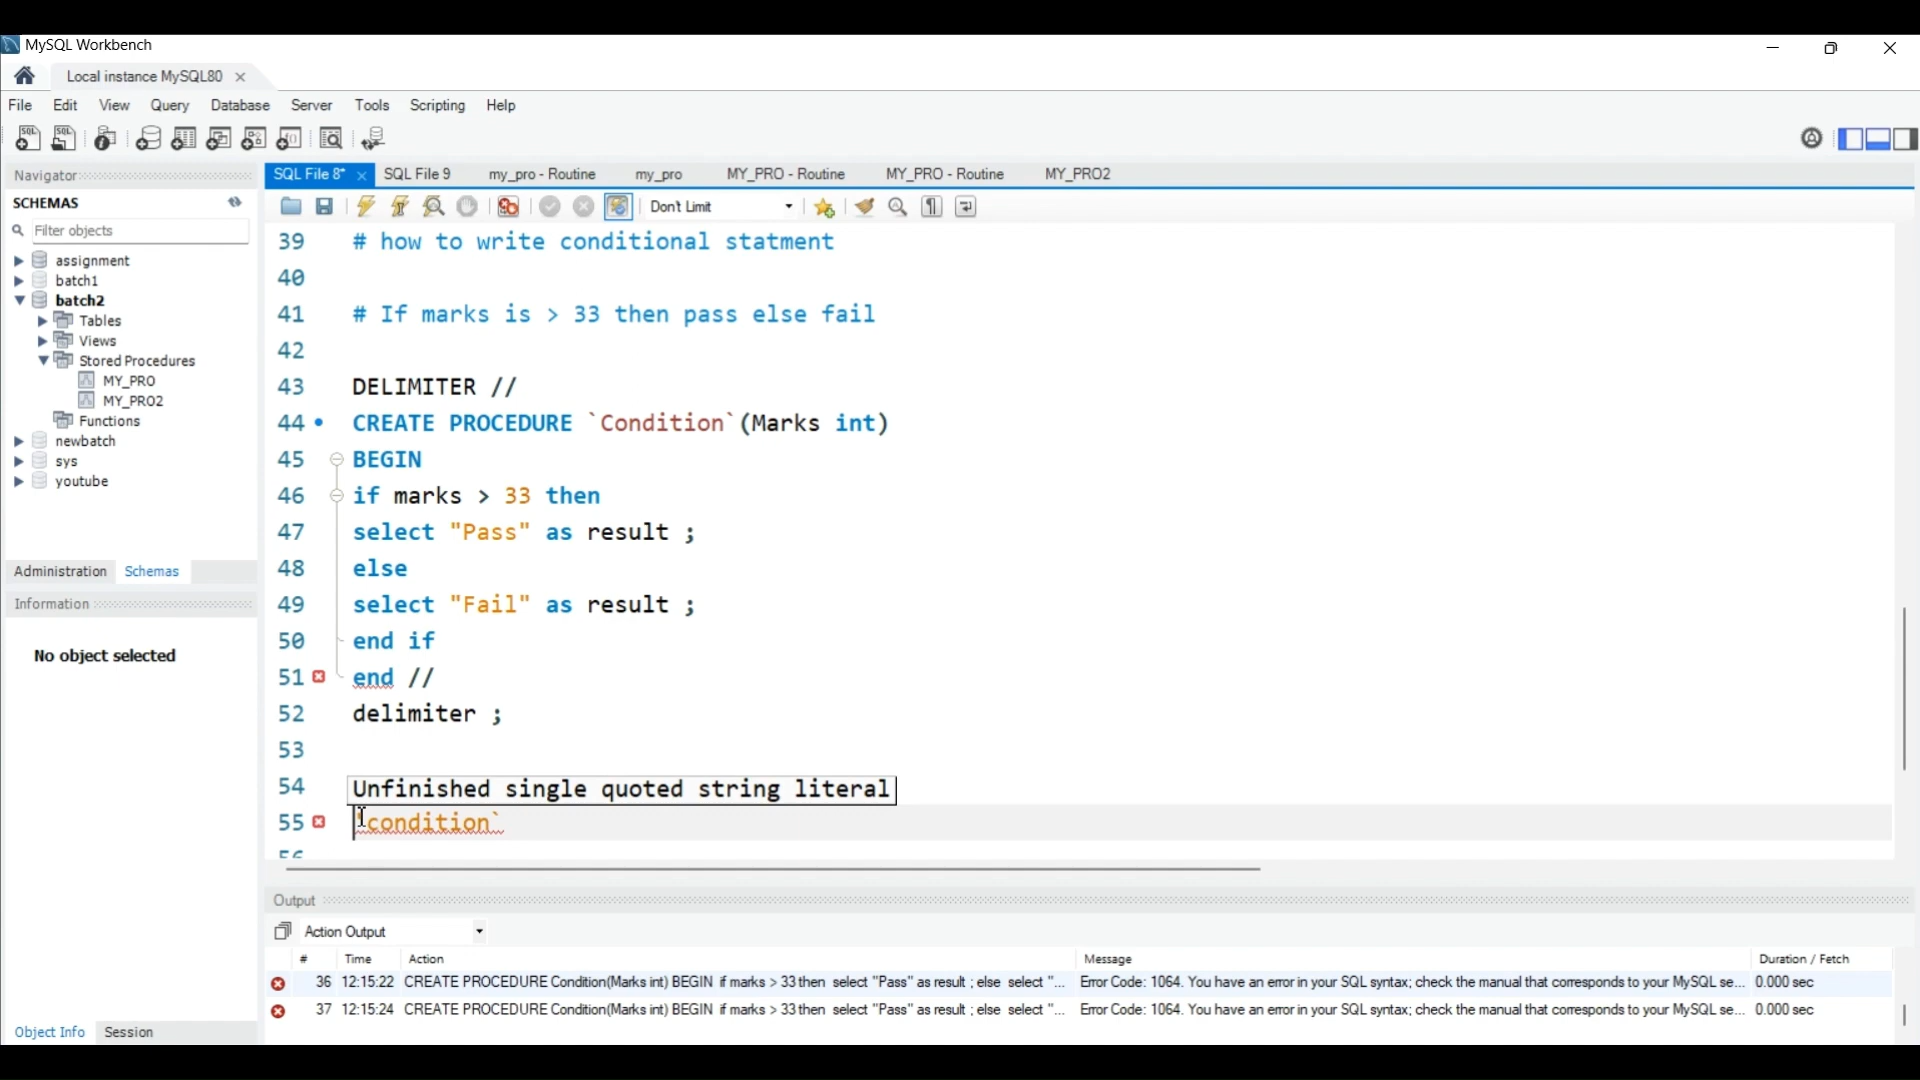 MySQL Workbench
Local instance MySQL80
File Edit View Query Database Server Tools Scripting Help
Navigator
SCHEMAS
Filter objects
assignment
batch1
batch2
Tables
Views
Stored Procedures
MY_PRO
MY_PRO2
Functions
newbatch
sys
youtube
Administration Schemas
Information
No object selected
Object Info Session
SQL File 8* SQL File 9 my_pro - Routine my_pro MY_PRO - Routine MY_PRO - Routine MY_PRO2
Don't Limit
39 # how to write conditional statment
40
41 # If marks is > 33 then pass else fail
42
43 DELIMITER //
44 CREATE PROCEDURE `Condition`(Marks int)
45 BEGIN
46 if marks > 33 then
47 select "Pass" as result ;
48 else
49 select "Fail" as result ;
50 end if
51 end //
52 delimiter ;
53
54 Unfinished single quoted string literal
55 'condition`
56
Output
Action Output
# Time Action Message Duration / Fetch
36 12:15:22 CREATE PROCEDURE Condition(Marks int) BEGIN if marks > 33 then select "Pass" as result ; else select "... Error Code: 1064. You have an error in your SQL syntax; check the manual that corresponds to your MySQL se... 0.000 sec
37 12:15:24 CREATE PROCEDURE Condition(Marks int) BEGIN if marks > 33 then select "Pass" as result ; else select "... Error Code: 1064. You have an error in your SQL syntax; check the manual that corresponds to your MySQL se... 0.000 sec